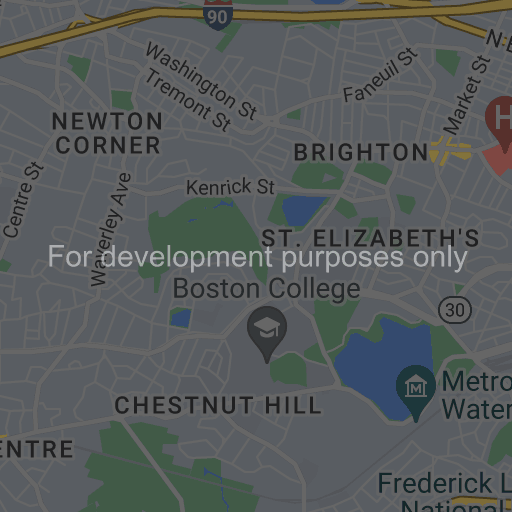 90
N B
Washington St
Tremont St
Faneuil St
Market St
H
NEWTON
CORNER
BRIGHTON
Centre St
Waverley Ave
Kenrick St
ST. ELIZABETH'S
For development purposes only
Boston College
30
CHESTNUT HILL
Metro
Water
ENTRE
Frederick L
National